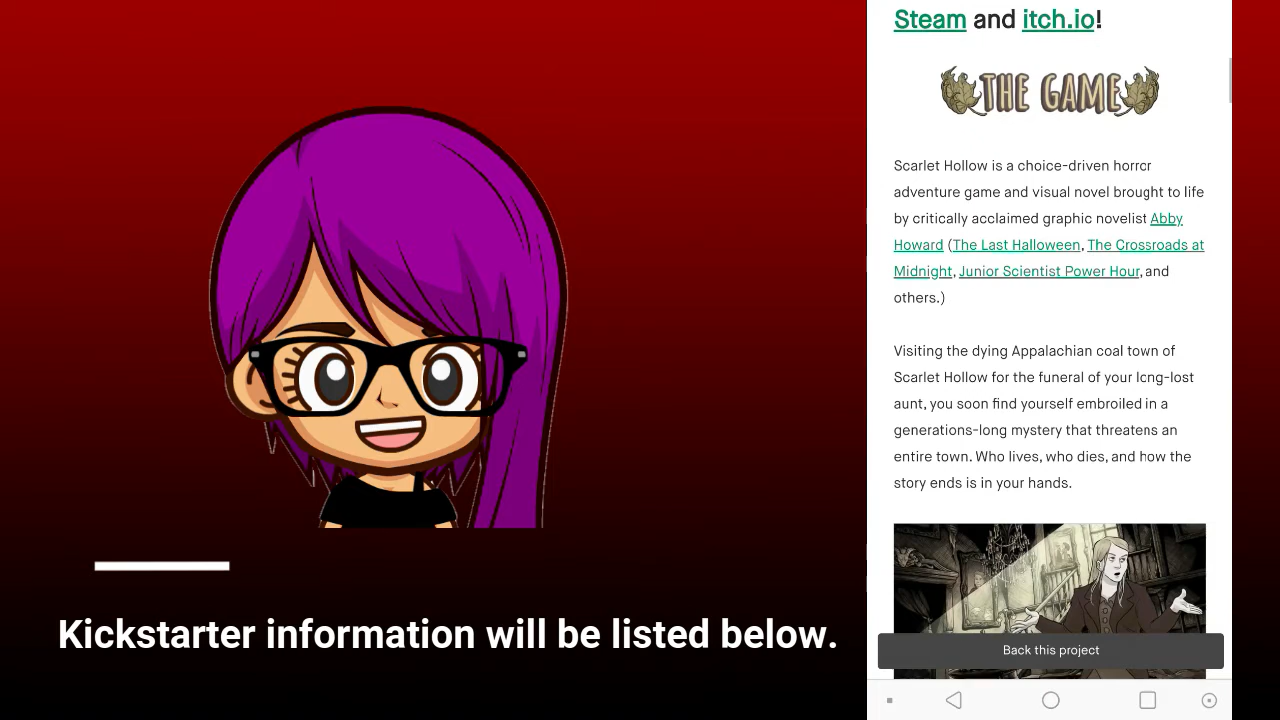 Steam and itch.io!
THE GAME
Scarlet Hollow is a choice-driven horror
adventure game and visual novel brought to life
by critically acclaimed graphic novelist Abby
Howard (The Last Halloween, The Crossroads at
Midnight, Junior Scientist Power Hour, and
others.)
Visiting the dying Appalachian coal town of
Scarlet Hollow for the funeral of your long-lost
aunt, you soon find yourself embroiled in a
generations-long mystery that threatens an
entire town. Who lives, who dies, and how the
story ends is in your hands.
Back this project
Kickstarter information will be listed below.